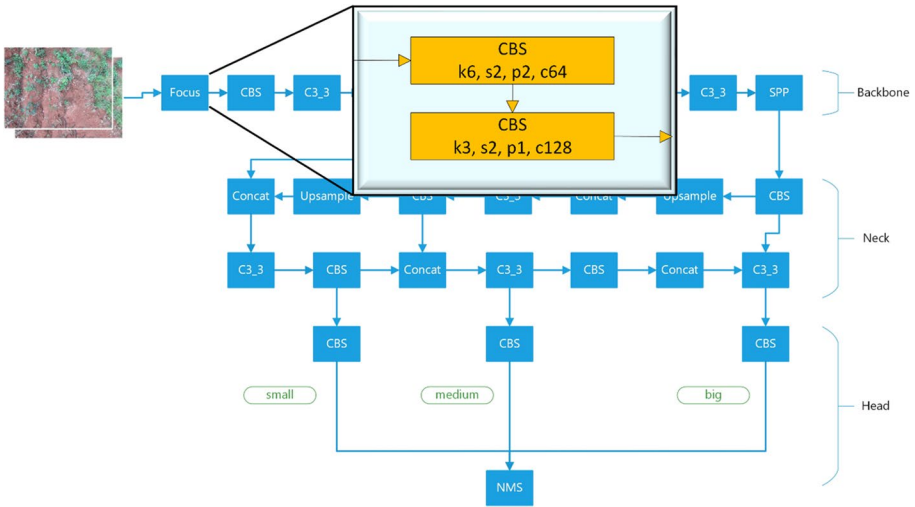 CBS
k6, s2, p2, c64
CBS
k3, s2, p1, c128
Focus
CBS
C3_3
C3_3
SPP
Backbone
Concat
Upsample
CBS
C3_3
Concat
Upsample
CBS
Neck
C3_3
CBS
Concat
C3_3
CBS
Concat
C3_3
CBS
CBS
CBS
small
medium
big
Head
NMS